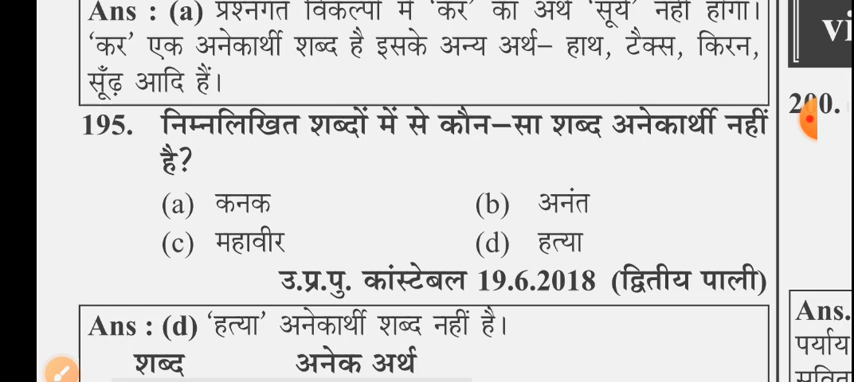 Ans : (a) प्रश्नगत विकल्पों में 'कर' का अर्थ 'सूर्य' नहीं होगा।
'कर' एक अनेकार्थी शब्द है इसके अन्य अर्थ– हाथ, टैक्स, किरन,
सूँढ़ आदि हैं।
195. निम्नलिखित शब्दों में से कौन–सा शब्द अनेकार्थी नहीं
है?
(a) कनक (b) अनंत
(c) महावीर (d) हत्या
उ.प्र.पु. कांस्टेबल 19.6.2018 (द्वितीय पाली)
Ans : (d) 'हत्या' अनेकार्थी शब्द नहीं है।
शब्द अनेक अर्थ
vi
200.
Ans.
पर्याय